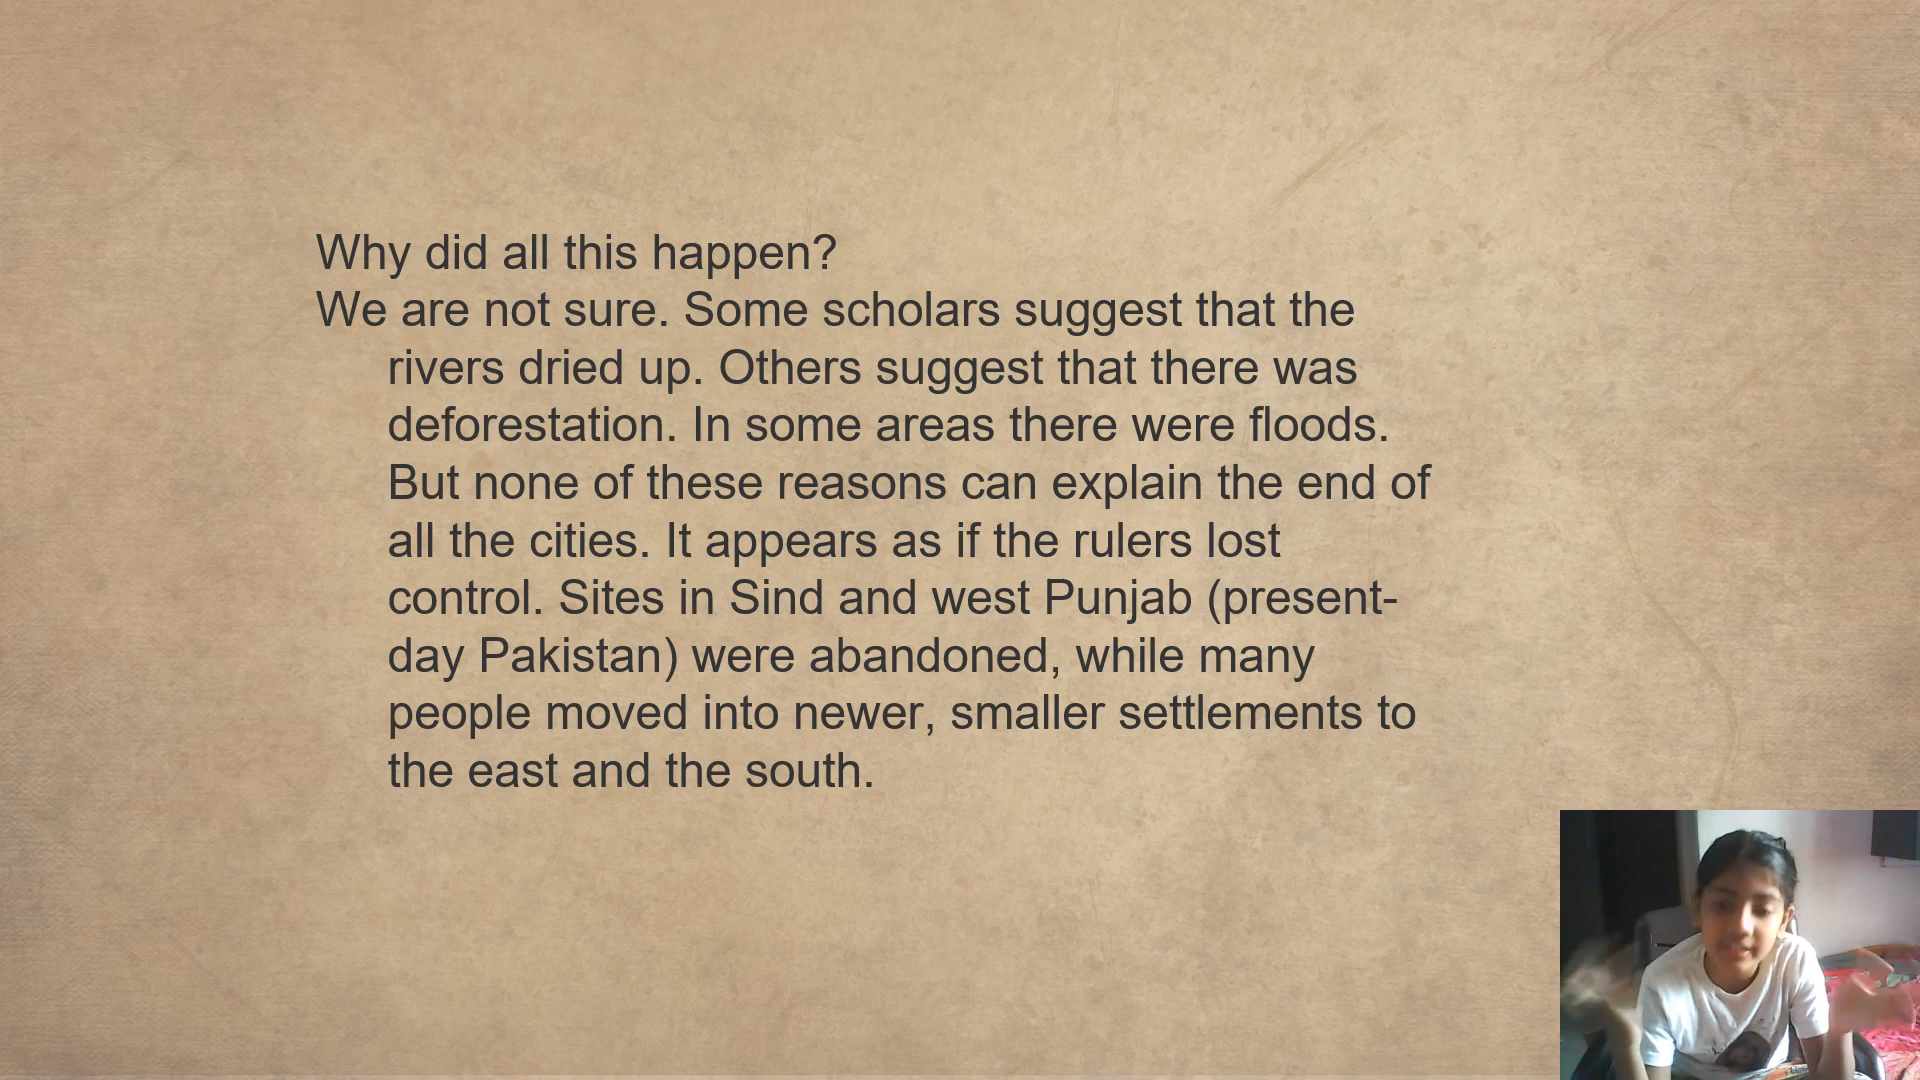 Why did all this happen?
We are not sure. Some scholars suggest that the
rivers dried up. Others suggest that there was
deforestation. In some areas there were floods.
But none of these reasons can explain the end of
all the cities. It appears as if the rulers lost
control. Sites in Sind and west Punjab (present-
day Pakistan) were abandoned, while many
people moved into newer, smaller settlements to
the east and the south.